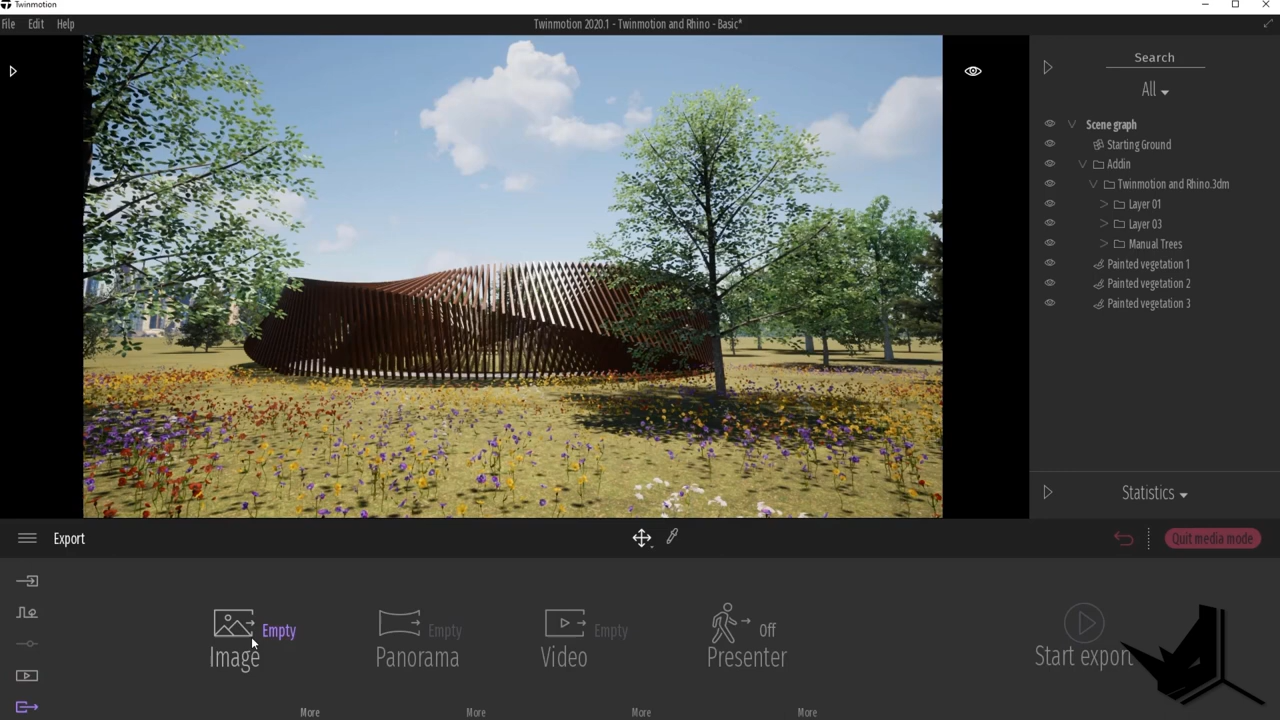 Twinmotion
File Edit Help
Twinmotion 2020.1 - Twinmotion and Rhino - Basic*
Search
All
Scene graph
Starting Ground
Addin
Twinmotion and Rhino.3dm
Layer 01
Layer 03
Manual Trees
Painted vegetation 1
Painted vegetation 2
Painted vegetation 3
Statistics
Export
Quit media mode
Empty
Image
Empty
Panorama
Empty
Video
Off
Presenter
Start export
More
More
More
More